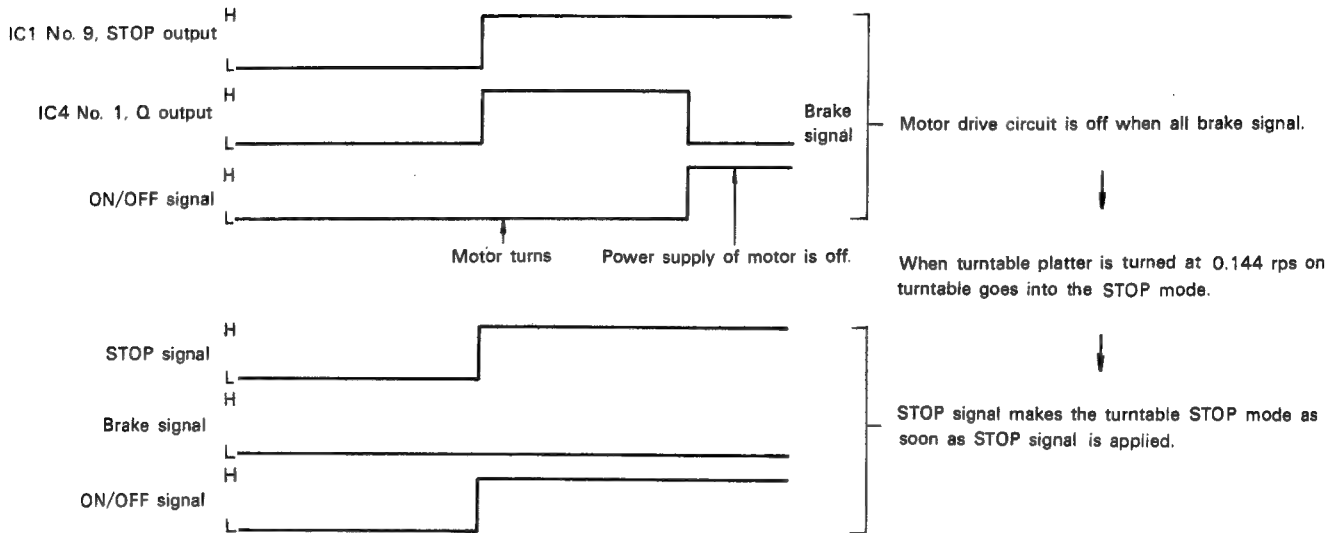 H
IC1 No. 9, STOP output
L
H
IC4 No. 1, Q output
L
Brake
signal
H
ON/OFF signal
L
Motor turns
Power supply of motor is off.
Motor drive circuit is off when all brake signal.
When turntable platter is turned at 0.144 rps on
turntable goes into the STOP mode.
H
STOP signal
L
H
Brake signal
L
H
ON/OFF signal
L
STOP signal makes the turntable STOP mode as
soon as STOP signal is applied.